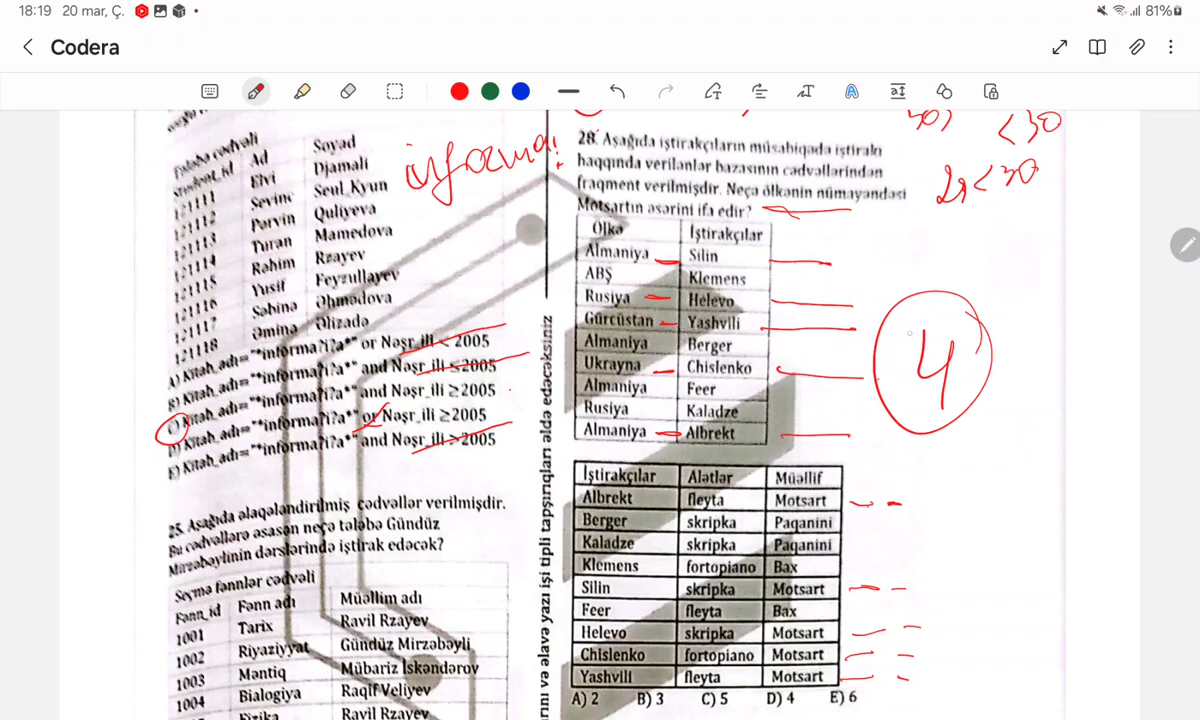 18:19 20 mar, Ç.
81%
Codera
Tələbə cədvəli
Student_id Ad Soyad
121111 Elvi Djamali
121112 Sevinc Seul_Kyun
121113 Pərvin Quliyeva
121114 Turan Mamedova
121115 Rəhim Rzayev
121116 Yusif Feyzullayev
121117 Səbinə Əhmədova
121118 Əminə Əlizadə
A) Kitab_adı="*informa?i?a*" or Nəşr_ili < 2005
B) Kitab_adı="*informa?i?a*" and Nəşr_ili ≤2005
C) Kitab_adı="*informa?i?a*" and Nəşr_ili ≥2005
D) Kitab_adı="*informa?i?a*" or Nəşr_ili ≥2005
E) Kitab_adı="*informa?i?a*" and Nəşr_ili >2005
25. Aşağıda əlaqələndirilmiş cədvəllər verilmişdir.
Bu cədvəllərə əsasən neçə tələbə Gündüz
Mirzəbəylinin dərslərində iştirak edəcək?
Seçmə fənnlər cədvəli
Fənn_id Fənn adı Müəllim adı
1001 Tarix Ravil Rzayev
1002 Riyaziyyat Gündüz Mirzəbəyli
1003 Məntiq Mübariz İskəndərov
1004 Bialogiya Raqif Veliyev
Fizika Ravil Rzayev
və əlavə yazı işi tipli tapşırıqları əldə edəcəksiniz
28. Aşağıda iştirakçıların müsabiqədə iştirakı
haqqında verilənlər bazasının cədvəllərindən
fraqment verilmişdir. Neçə ölkənin nümayəndəsi
Motsartın əsərini ifa edir?
Ölkə İştirakçılar
Almaniya Silin
ABŞ Klemens
Rusiya Helevo
Gürcüstan Yashvili
Almaniya Berger
Ukrayna Chislenko
Almaniya Feer
Rusiya Kaladze
Almaniya Albrekt
İştirakçılar Alətlər Müəllif
Albrekt fleyta Motsart
Berger skripka Paqanini
Kaladze skripka Paqanini
Klemens fortopiano Bax
Silin skripka Motsart
Feer fleyta Bax
Helevo skripka Motsart
Chislenko fortopiano Motsart
Yashvili fleyta Motsart
A) 2 B) 3 C) 5 D) 4 E) 6
<30
4